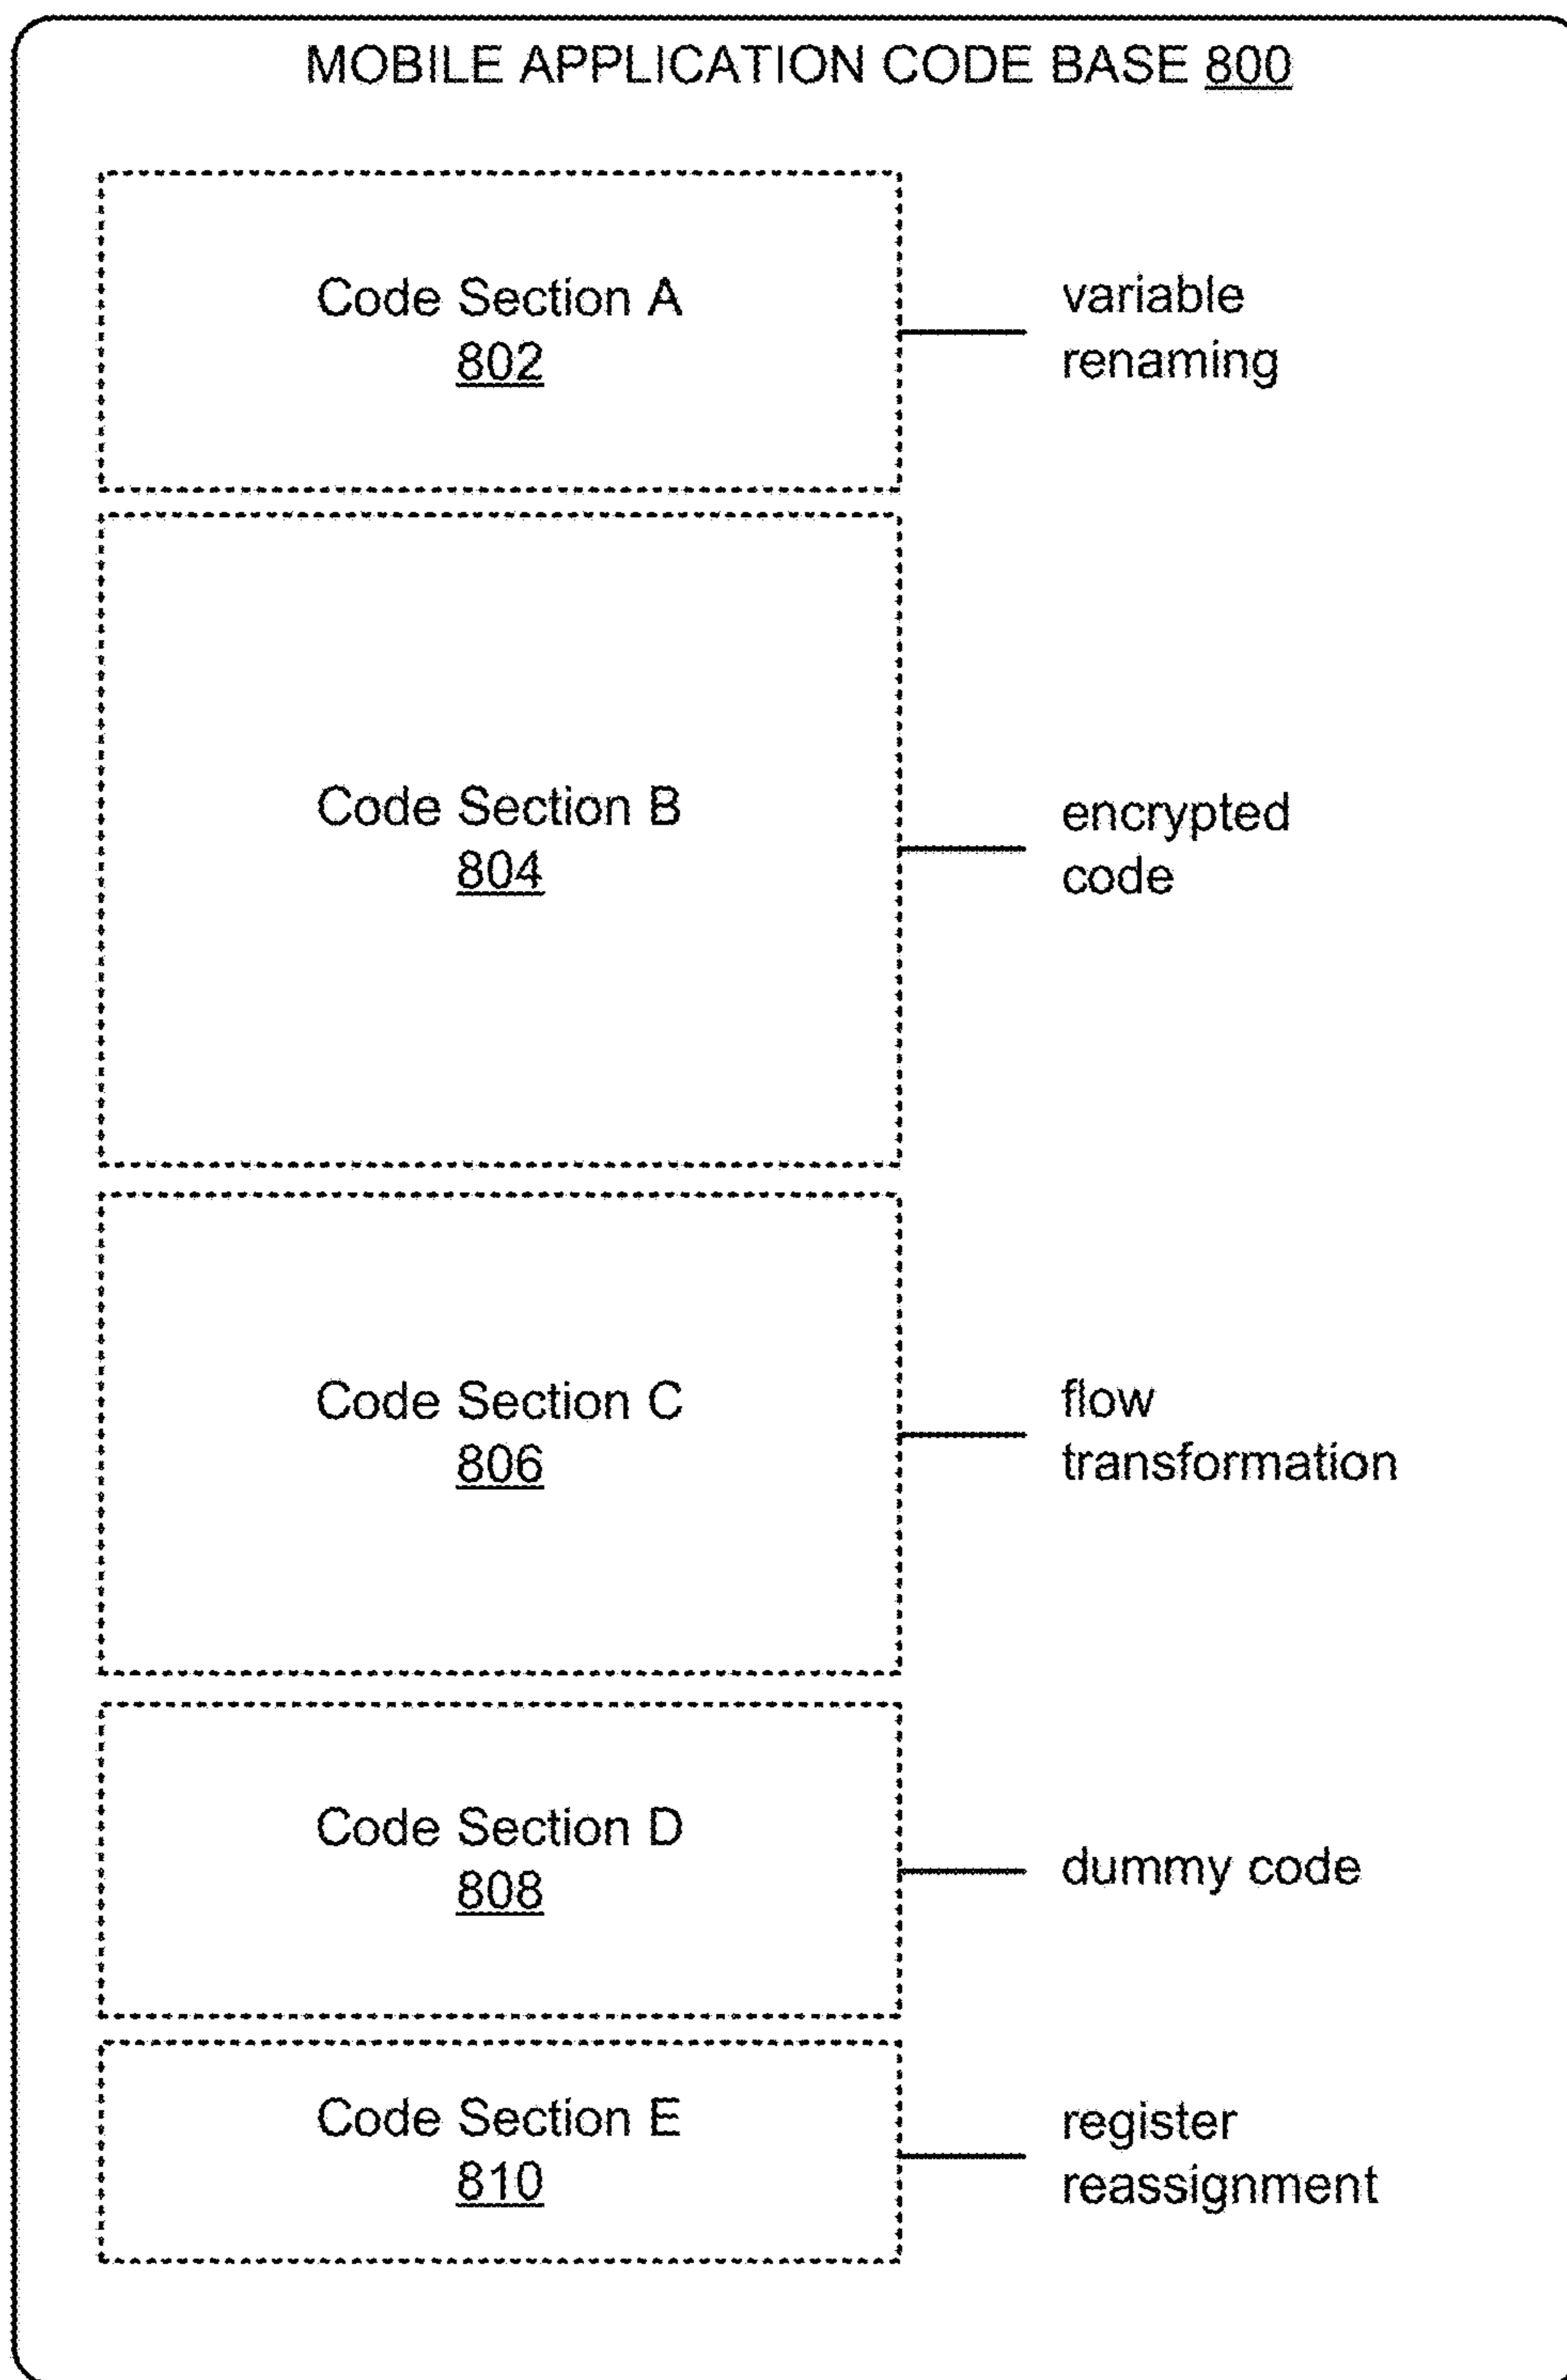 MOBILE APPLICATION CODE BASE 800
Code Section A
802
variable
renaming
Code Section B
804
encrypted
code
Code Section C
806
flow
transformation
Code Section D
808
dummy code
Code Section E
810
register
reassignment